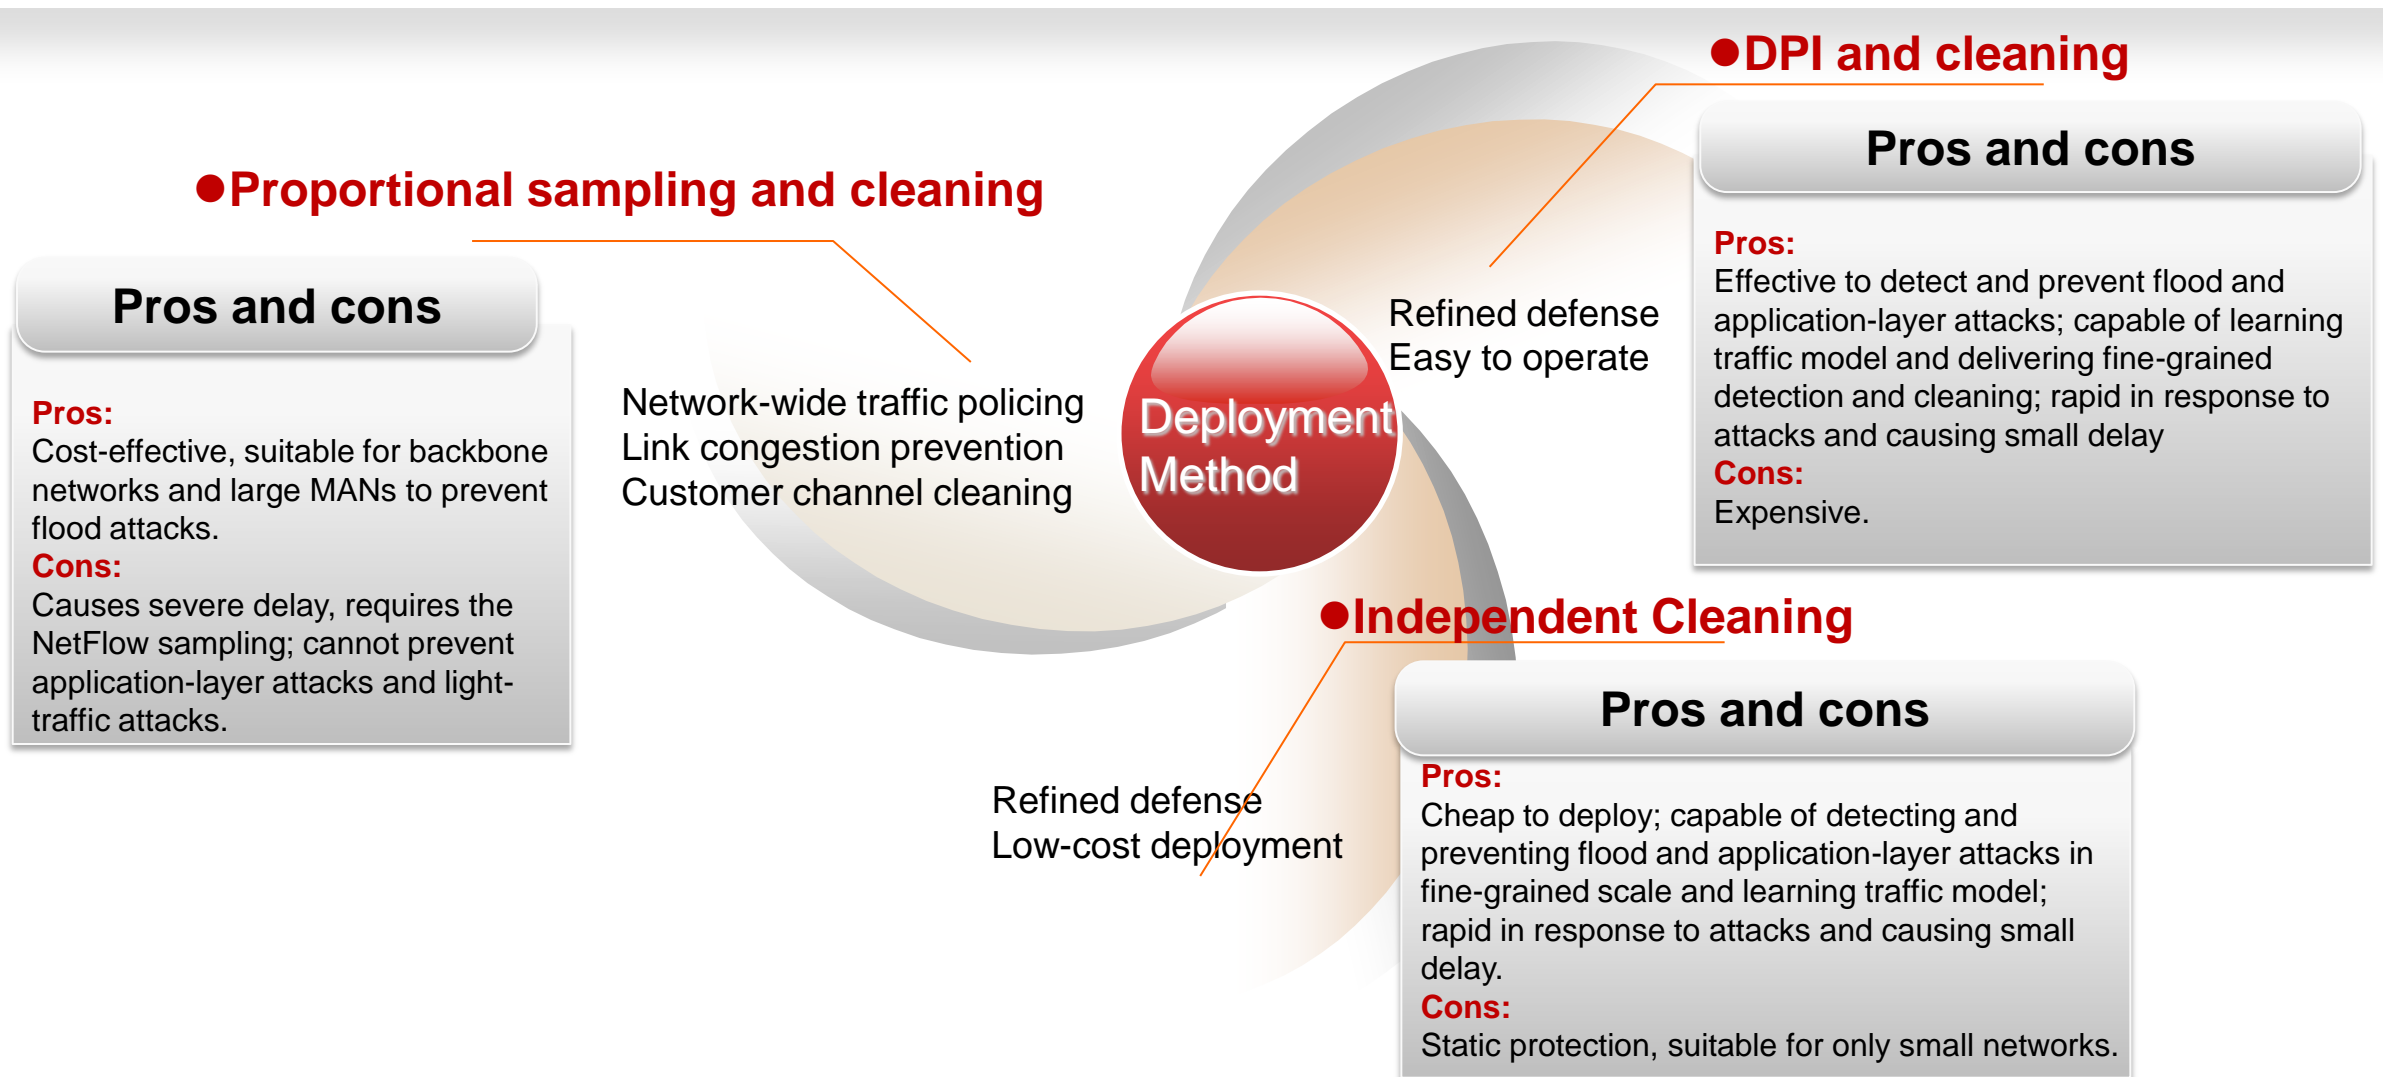 ●Proportional sampling and cleaning
Pros and cons
Pros:
Cost-effective, suitable for backbone
networks and large MANs to prevent
flood attacks.
Cons:
Causes severe delay, requires the
NetFlow sampling; cannot prevent
application-layer attacks and light-
traffic attacks.
Network-wide traffic policing
Link congestion prevention
Customer channel cleaning
Deployment
Method
●DPI and cleaning
Refined defense
Easy to operate
Pros and cons
Pros:
Effective to detect and prevent flood and
application-layer attacks; capable of learning
traffic model and delivering fine-grained
detection and cleaning; rapid in response to
attacks and causing small delay
Cons:
Expensive.
●Independent Cleaning
Refined defense
Low-cost deployment
Pros and cons
Pros:
Cheap to deploy; capable of detecting and
preventing flood and application-layer attacks in
fine-grained scale and learning traffic model;
rapid in response to attacks and causing small
delay.
Cons:
Static protection, suitable for only small networks.